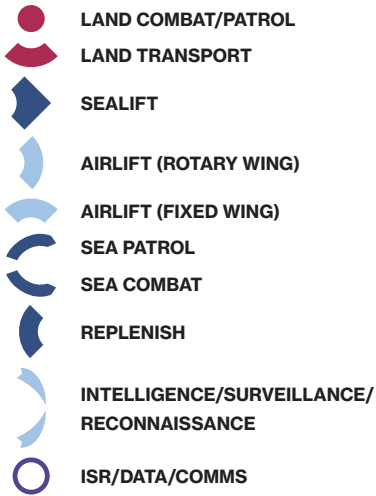 LAND COMBAT/PATROL
LAND TRANSPORT
SEALIFT
AIRLIFT (ROTARY WING)
AIRLIFT (FIXED WING)
SEA PATROL
SEA COMBAT
REPLENISH
INTELLIGENCE/SURVEILLANCE/
RECONNAISSANCE
ISR/DATA/COMMS